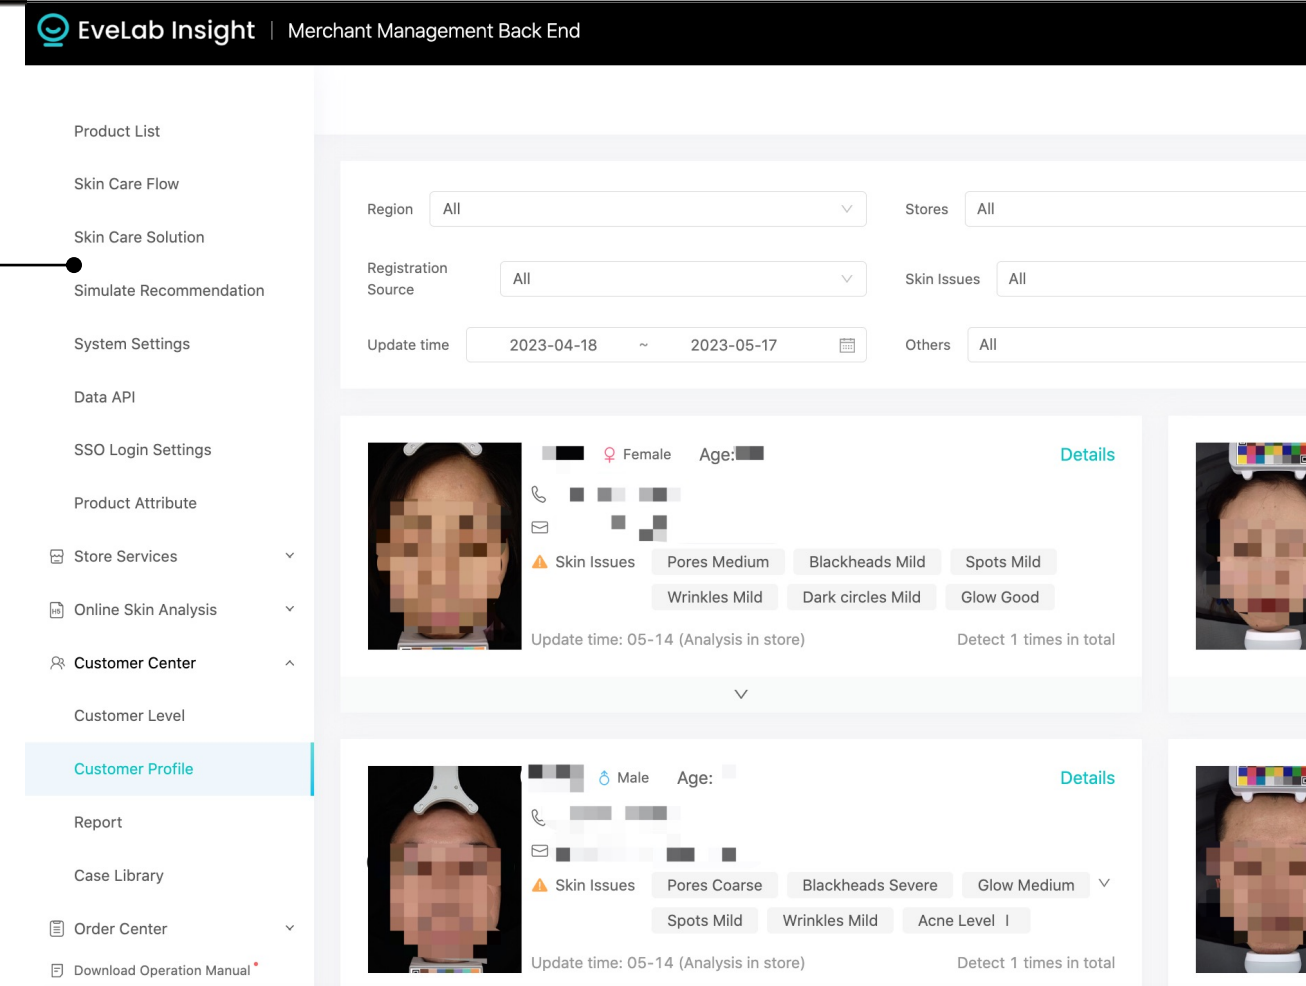 EveLab Insight | Merchant Management Back End
Product List
Skin Care Flow
Skin Care Solution
Simulate Recommendation
System Settings
Data API
SSO Login Settings
Product Attribute
Store Services
Online Skin Analysis
Customer Center
Customer Level
Customer Profile
Report
Case Library
Order Center
Download Operation Manual
Region All
Stores All
Registration
Source
All
Skin Issues All
Update time 2023-04-18 ~ 2023-05-17
Others All
Female Age: Details
Skin Issues Pores Medium Blackheads Mild Spots Mild
Wrinkles Mild Dark circles Mild Glow Good
Update time: 05-14 (Analysis in store) Detect 1 times in total
Male Age: Details
Skin Issues Pores Coarse Blackheads Severe Glow Medium
Spots Mild Wrinkles Mild Acne Level I
Update time: 05-14 (Analysis in store) Detect 1 times in total